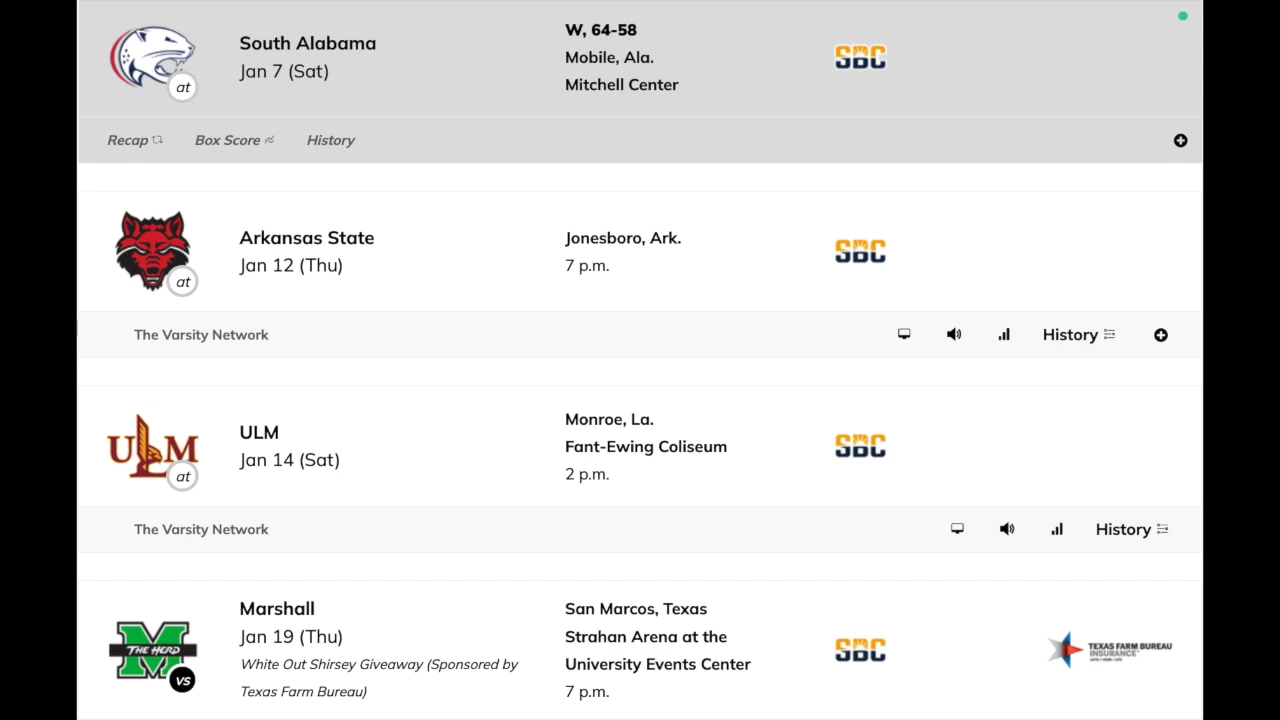 South Alabama
Jan 7 (Sat)
at
W, 64-58
Mobile, Ala.
Mitchell Center
SBC
Recap
Box Score
History
Arkansas State
Jan 12 (Thu)
at
Jonesboro, Ark.
7 p.m.
SBC
The Varsity Network
History
ULM
at
ULM
Jan 14 (Sat)
Monroe, La.
Fant-Ewing Coliseum
2 p.m.
SBC
The Varsity Network
History
M
THE HERD
vs
Marshall
Jan 19 (Thu)
White Out Shirsey Giveaway (Sponsored by
Texas Farm Bureau)
San Marcos, Texas
Strahan Arena at the
University Events Center
7 p.m.
SBC
TEXAS FARM BUREAU
INSURANCE